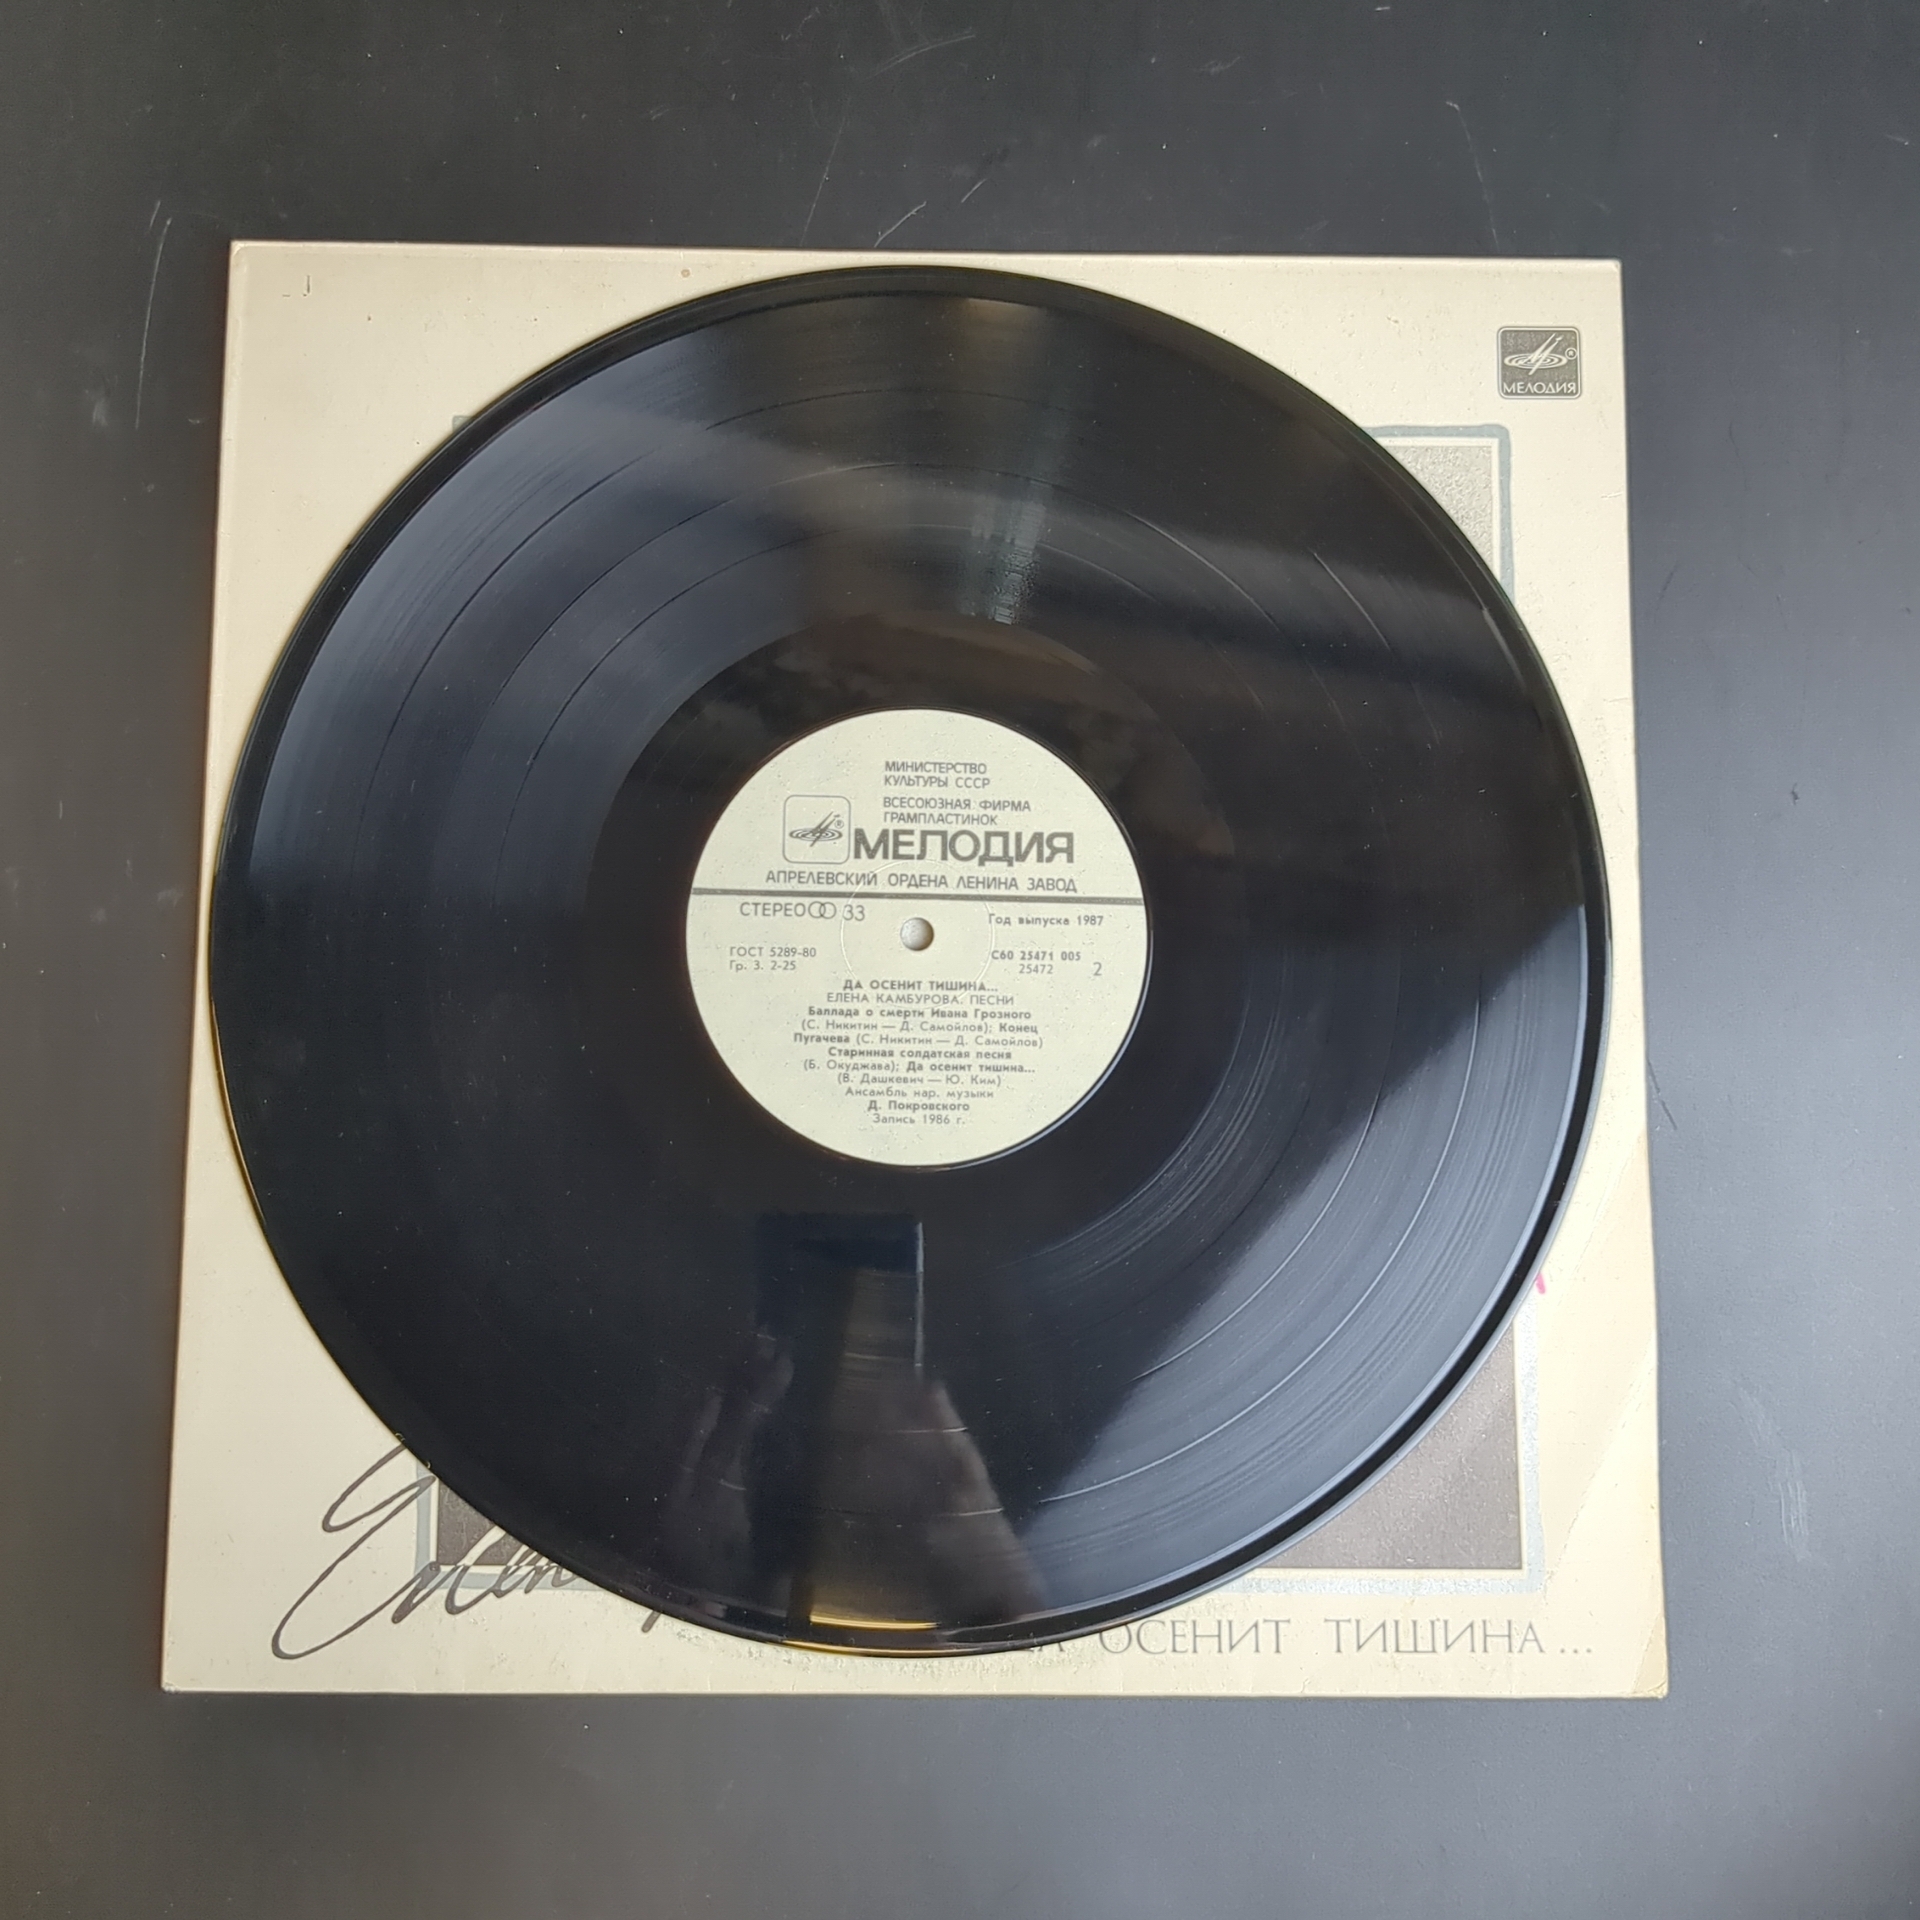 МЕЛОДИЯ
МИНИСТЕРСТВО
КУЛЬТУРЫ СССР
ВСЕСОЮЗНАЯ ФИРМА
ГРАМПЛАСТИНОК
МЕЛОДИЯ
АПРЕЛЕВСКИЙ ОРДЕНА ЛЕНИНА ЗАВОД
СТЕРЕО 33
Год выпуска 1987
ГОСТ 5289-80
Гр. 3. 2-25
С60 25471 005
25472 2
ДА ОСЕНИТ ТИШИНА...
ЕЛЕНА КАМБУРОВА. ПЕСНИ
Баллада о смерти Ивана Грозного
(С. Никитин — Д. Самойлов); Конец
Пугачева (С. Никитин — Д. Самойлов)
Старинная солдатская песня
(Б. Окуджава); Да осенит тишина...
(В. Дашкевич — Ю. Ким)
Ансамбль нар. музыки
Д. Покровского
Запись 1986 г.
ОСЕНИТ ТИШИНА...